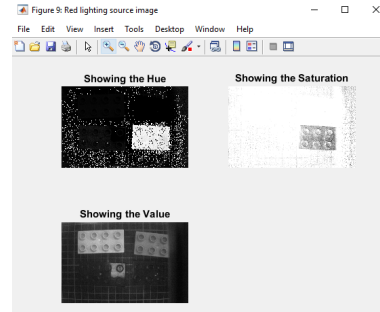 Figure 9: Red lighting source image
File Edit View Insert Tools Desktop Window Help
Showing the Hue
Showing the Saturation
Showing the Value